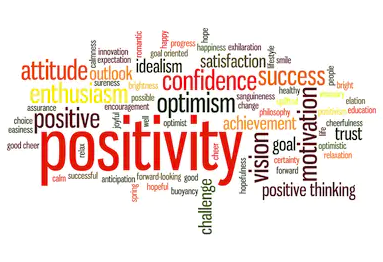 hope
romantic
happy
progress
innovation
expectation
calmness
goal oriented
happiness
exhilaration
lifestyle
smile
people
attitude
outlook
idealism
satisfaction
sureness
brightness
confidence
success
bright
enthusiasm
possible
optimism
sanguineness
change
healthy
elation
assurance
encouragement
philosophy
education
choice
positive
joyful
well
optimist
achievement
motivation
life
cheerfulness
easiness
trust
good cheer
relax
positivity
cheer
vision
goal
optimistic
certainty
relaxation
calm
successful
anticipation
forward-looking
good
forward
spring
hopeful
buoyancy
challenge
hopefulness
positive thinking